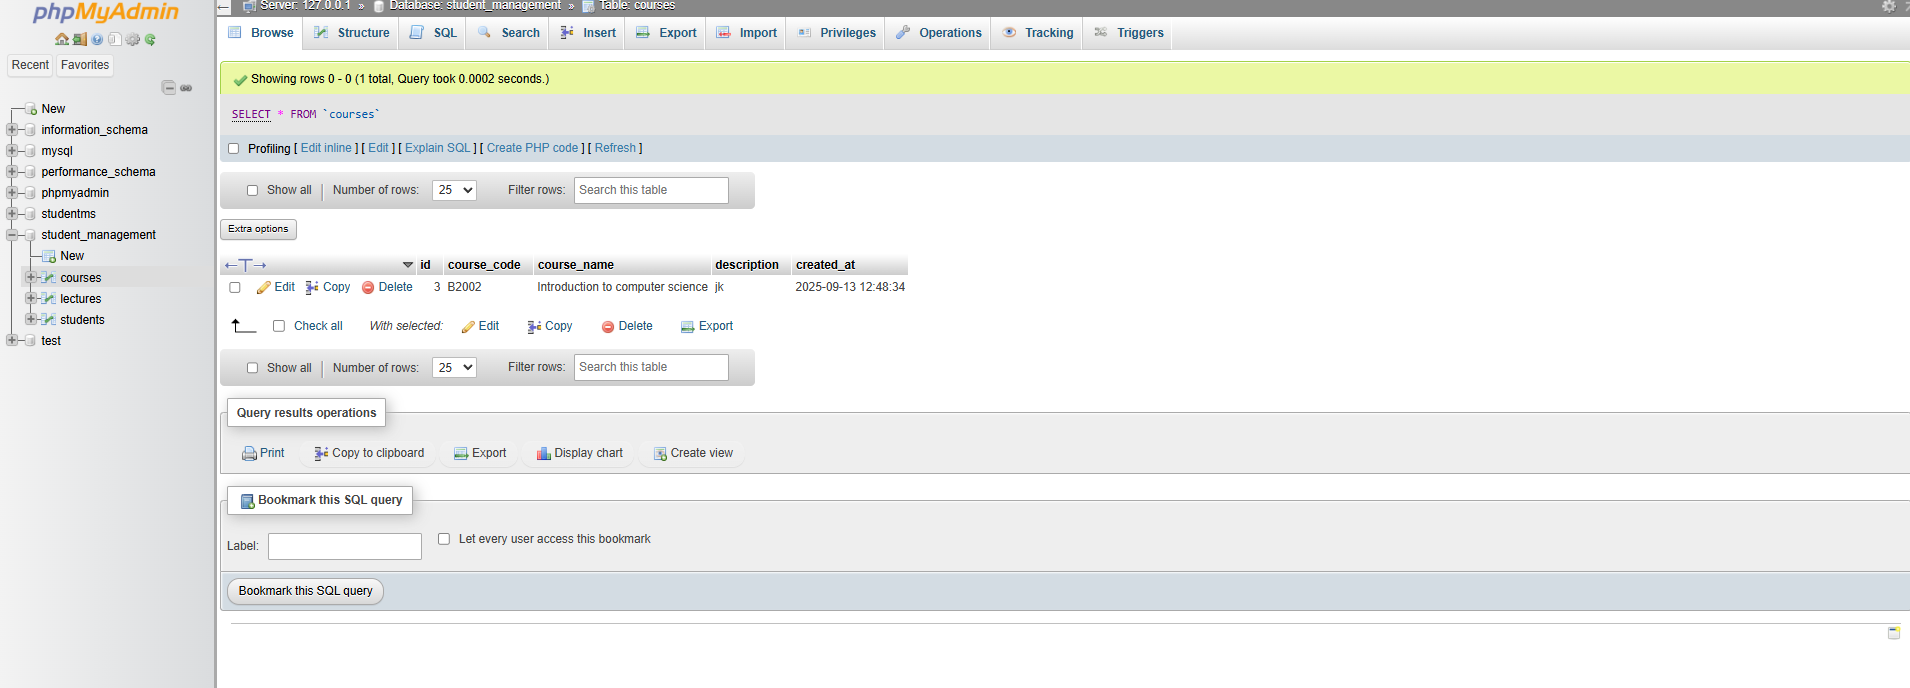 phpMyAdmin
Server: 127.0.0.1 » Database: student_management » Table: courses
Browse Structure SQL Search Insert Export Import Privileges Operations Tracking Triggers
Recent Favorites
New
information_schema
mysql
performance_schema
phpmyadmin
studentms
student_management
New
courses
lectures
students
test
Showing rows 0 - 0 (1 total, Query took 0.0002 seconds.)
SELECT * FROM `courses`
Profiling [ Edit inline ] [ Edit ] [ Explain SQL ] [ Create PHP code ] [ Refresh ]
Show all Number of rows: 25 Filter rows: Search this table
Extra options
←T→ id course_code course_name description created_at
Edit Copy Delete 3 B2002 Introduction to computer science jk 2025-09-13 12:48:34
Check all With selected: Edit Copy Delete Export
Show all Number of rows: 25 Filter rows: Search this table
Query results operations
Print Copy to clipboard Export Display chart Create view
Bookmark this SQL query
Label: Let every user access this bookmark
Bookmark this SQL query